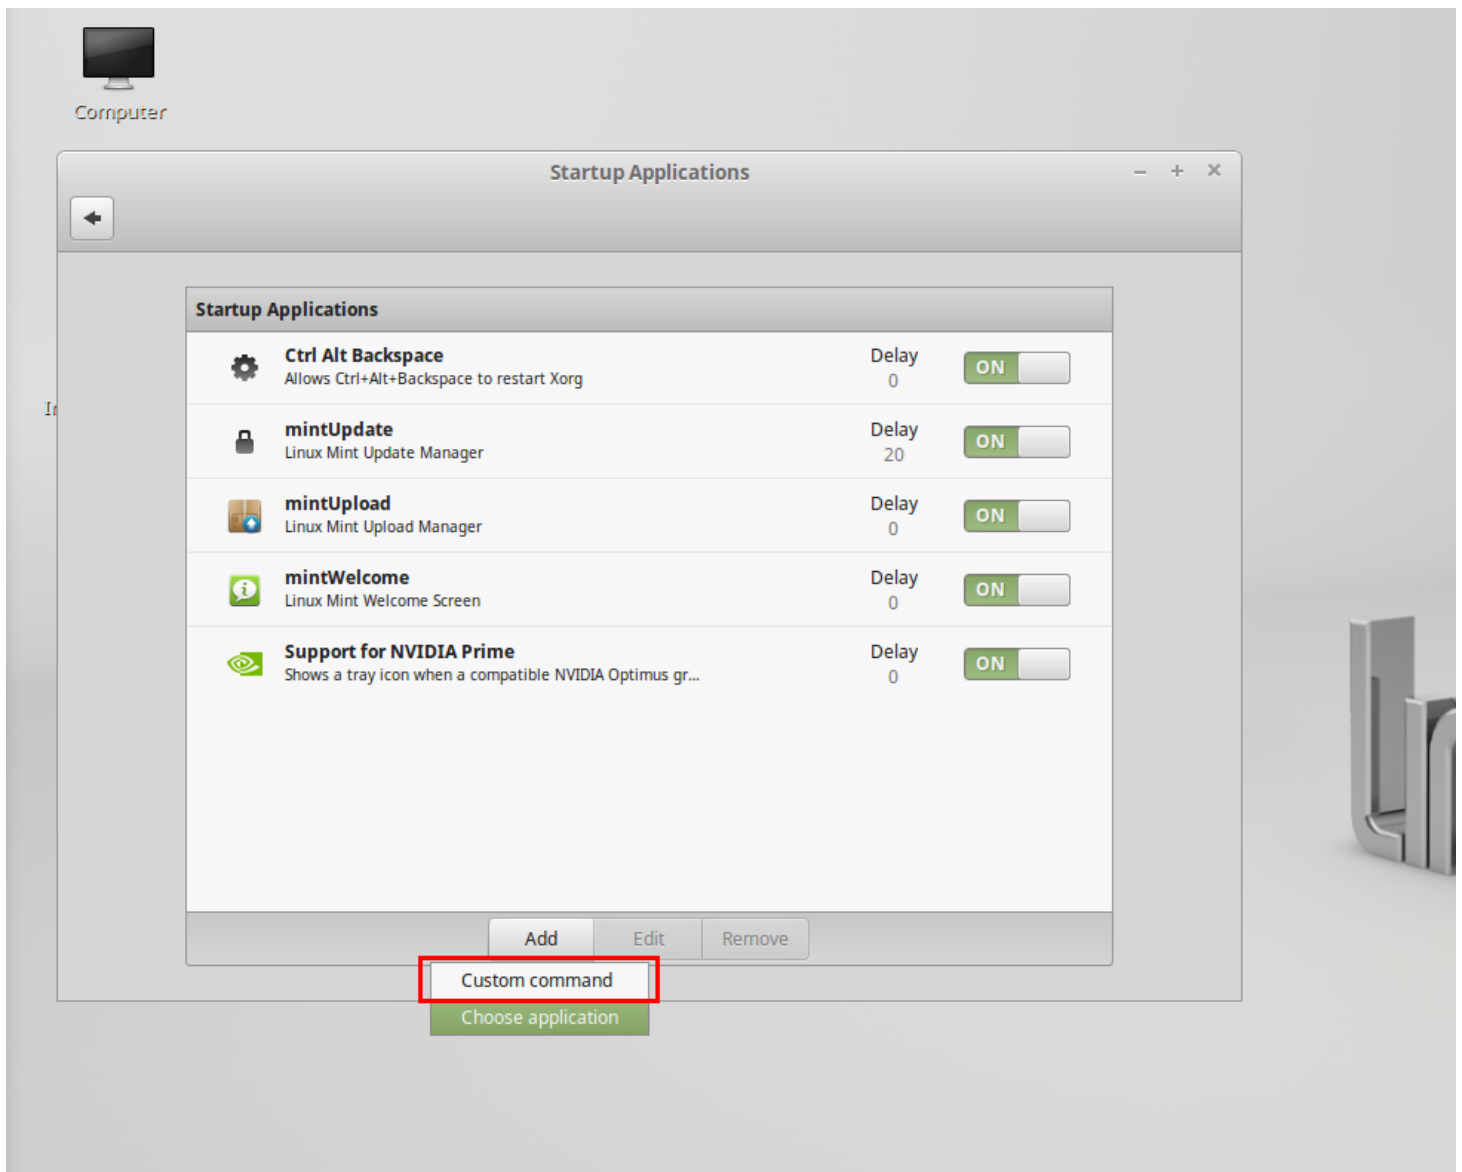 Computer
Startup Applications
Startup Applications
Ctrl Alt Backspace
Allows Ctrl+Alt+Backspace to restart Xorg
Delay
0
ON
mintUpdate
Linux Mint Update Manager
Delay
20
ON
mintUpload
Linux Mint Upload Manager
Delay
0
ON
mintWelcome
Linux Mint Welcome Screen
Delay
0
ON
Support for NVIDIA Prime
Shows a tray icon when a compatible NVIDIA Optimus gr...
Delay
0
ON
Add Edit Remove
Custom command
Choose application